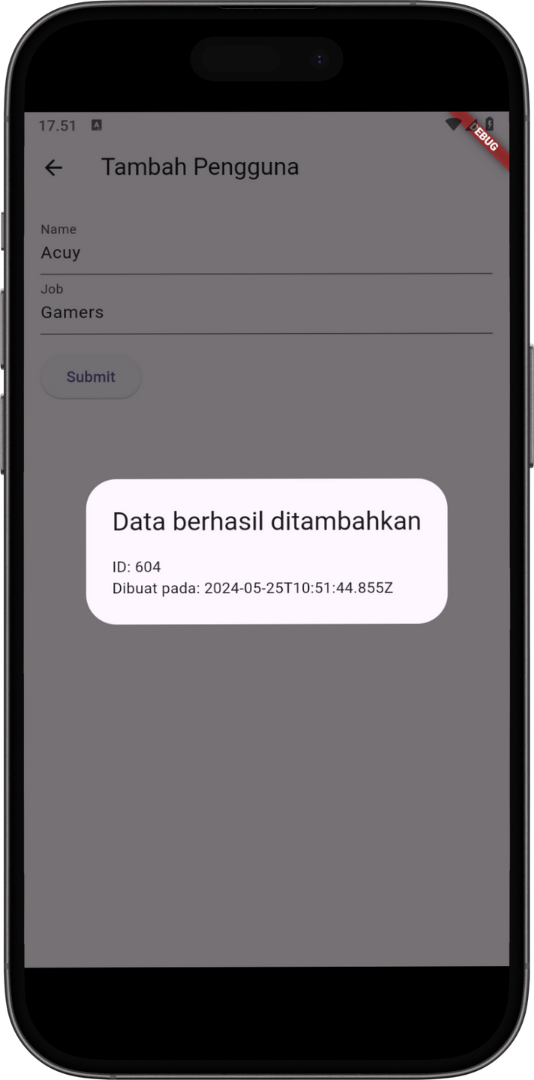 17.51
DEBUG
Tambah Pengguna
Name
Acuy
Job
Gamers
Submit
Data berhasil ditambahkan
ID: 604
Dibuat pada: 2024-05-25T10:51:44.855Z